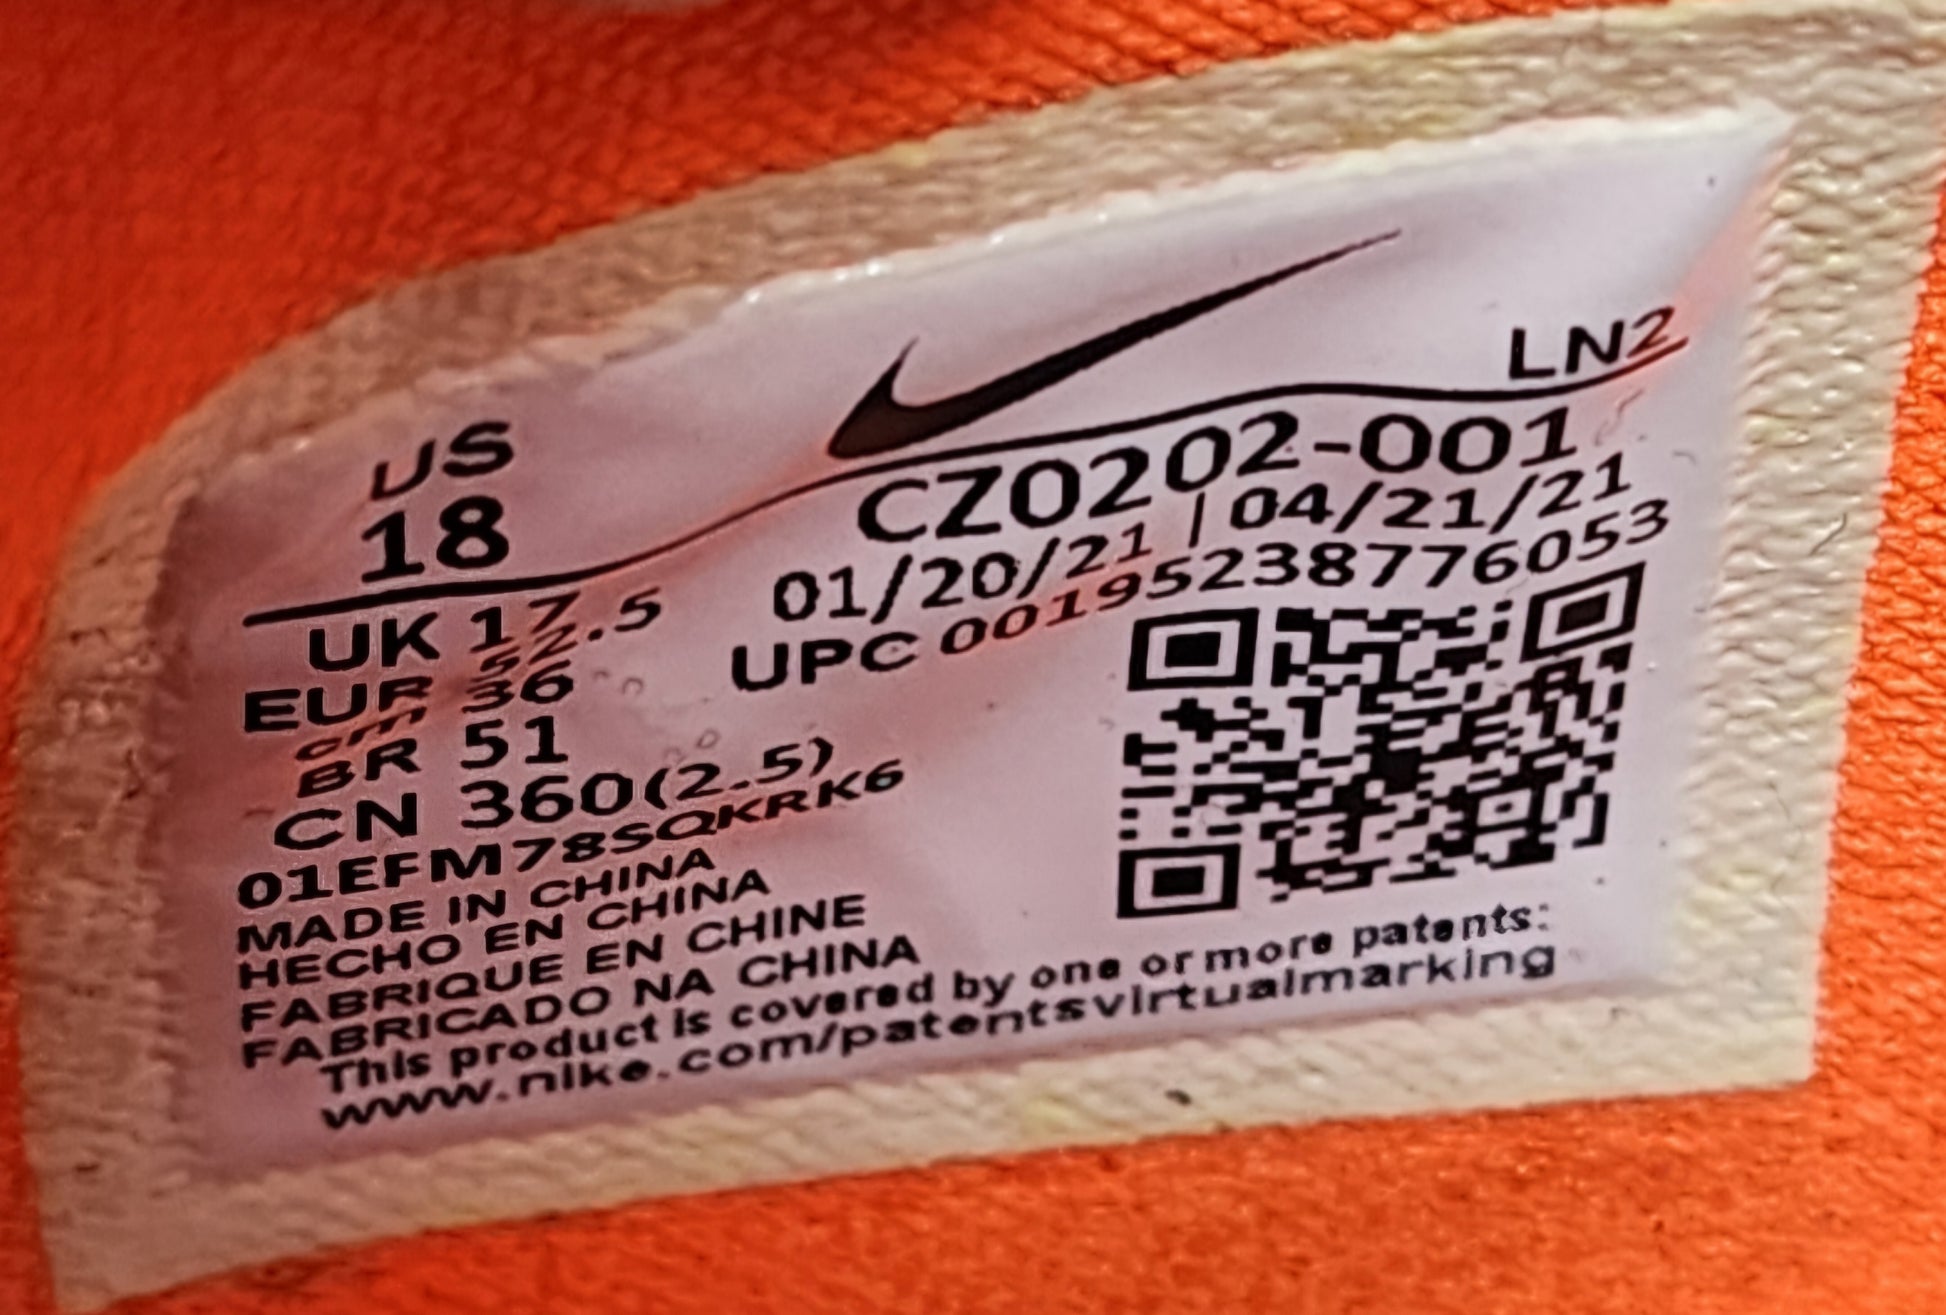 LN2
US
18
CZ0202-001
01/20/21 | 04/21/21
UPC 00195238776053
UK 17
EUR 52.5
cm 36
BR 51
CN 360(2.5)
01EFM78SQKRK6
MADE IN CHINA
HECHO EN CHINA
FABRIQUE EN CHINE
FABRICADO NA CHINA
This product is covered by one or more patents:
www.nike.com/patentsvirtualmarking